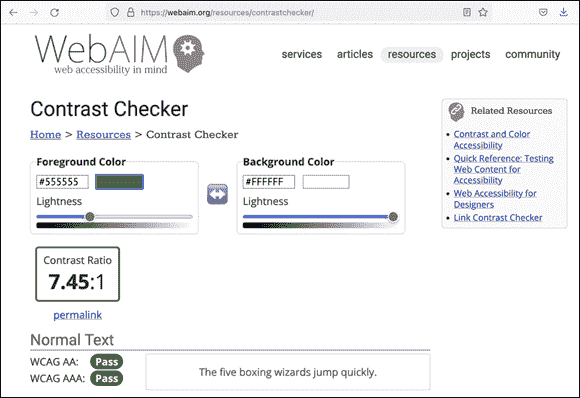 https://webaim.org/resources/contrastchecker/
WebAIM
web accessibility in mind
services articles resources projects community
Contrast Checker
Home > Resources > Contrast Checker
Foreground Color
#555555
Lightness
Background Color
#FFFFFF
Lightness
Contrast Ratio
7.45:1
permalink
Normal Text
WCAG AA: Pass
WCAG AAA: Pass
The five boxing wizards jump quickly.
Related Resources
Contrast and Color
Accessibility
Quick Reference: Testing
Web Content for
Accessibility
Web Accessibility for
Designers
Link Contrast Checker